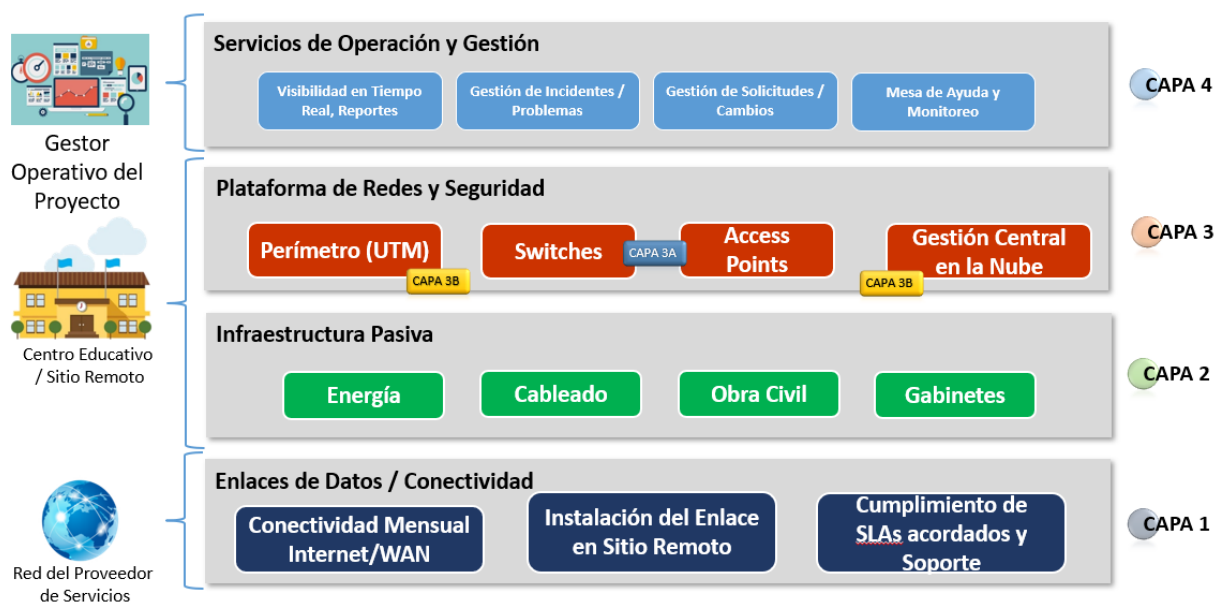 Servicios de Operación y Gestión
Visibilidad en Tiempo
Real, Reportes
Gestión de Incidentes /
Problemas
Gestión de Solicitudes /
Cambios
Mesa de Ayuda y
Monitoreo
CAPA 4
Gestor
Operativo del
Proyecto
Plataforma de Redes y Seguridad
Perímetro (UTM)
CAPA 3B
Switches
CAPA 3A
Access
Points
Gestión Central
en la Nube
CAPA 3B
CAPA 3
Centro Educativo
/ Sitio Remoto
Infraestructura Pasiva
Energía
Cableado
Obra Civil
Gabinetes
CAPA 2
Enlaces de Datos / Conectividad
Conectividad Mensual
Internet/WAN
Instalación del Enlace
en Sitio Remoto
Cumplimiento de
SLAs acordados y
Soporte
CAPA 1
Red del Proveedor
de Servicios